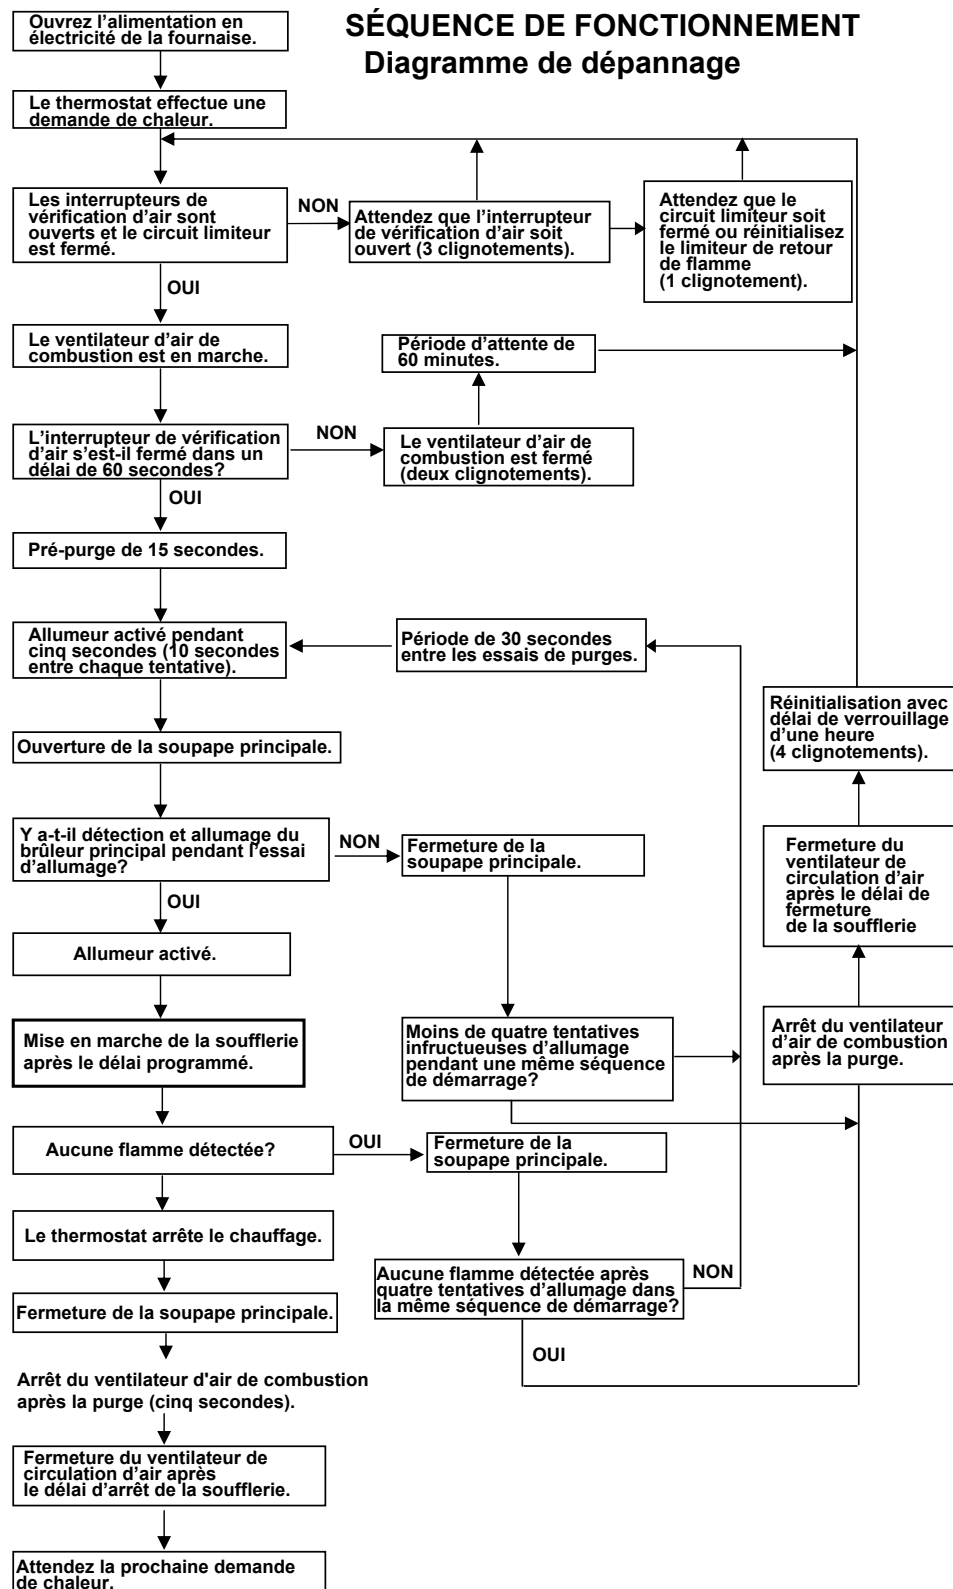 SÉQUENCE DE FONCTIONNEMENT
Diagramme de dépannage
Ouvrez l’alimentation en
électricité de la fournaise.
Le thermostat effectue une
demande de chaleur.
Les interrupteurs de
vérification d’air sont
ouverts et le circuit limiteur
est fermé.
NON
Attendez que l’interrupteur
de vérification d’air soit
ouvert (3 clignotements).
Attendez que le
circuit limiteur soit
fermé ou réinitialisez
le limiteur de retour
de flamme
(1 clignotement).
OUI
Le ventilateur d’air de
combustion est en marche.
Période d’attente de
60 minutes.
L’interrupteur de vérification
d’air s’est-il fermé dans un
délai de 60 secondes?
NON
Le ventilateur d’air de
combustion est fermé
(deux clignotements).
OUI
Pré-purge de 15 secondes.
Allumeur activé pendant
cinq secondes (10 secondes
entre chaque tentative).
Période de 30 secondes
entre les essais de purges.
Réinitialisation avec
délai de verrouillage
d’une heure
(4 clignotements).
Ouverture de la soupape principale.
Y a-t-il détection et allumage du
brûleur principal pendant l’essai
d’allumage?
NON
Fermeture de la
soupape principale.
Fermeture du
ventilateur de
circulation d’air
après le délai de
fermeture
de la soufflerie
OUI
Allumeur activé.
Mise en marche de la soufflerie
après le délai programmé.
Moins de quatre tentatives
infructueuses d’allumage
pendant une même séquence
de démarrage?
Arrêt du ventilateur
d’air de combustion
après la purge.
Aucune flamme détectée?
OUI
Fermeture de la
soupape principale.
Le thermostat arrête le chauffage.
Aucune flamme détectée après
quatre tentatives d’allumage dans
la même séquence de démarrage?
NON
OUI
Fermeture de la soupape principale.
Arrêt du ventilateur d'air de combustion
après la purge (cinq secondes).
Fermeture du ventilateur de
circulation d’air après
le délai d’arrêt de la soufflerie.
Attendez la prochaine demande
de chaleur.